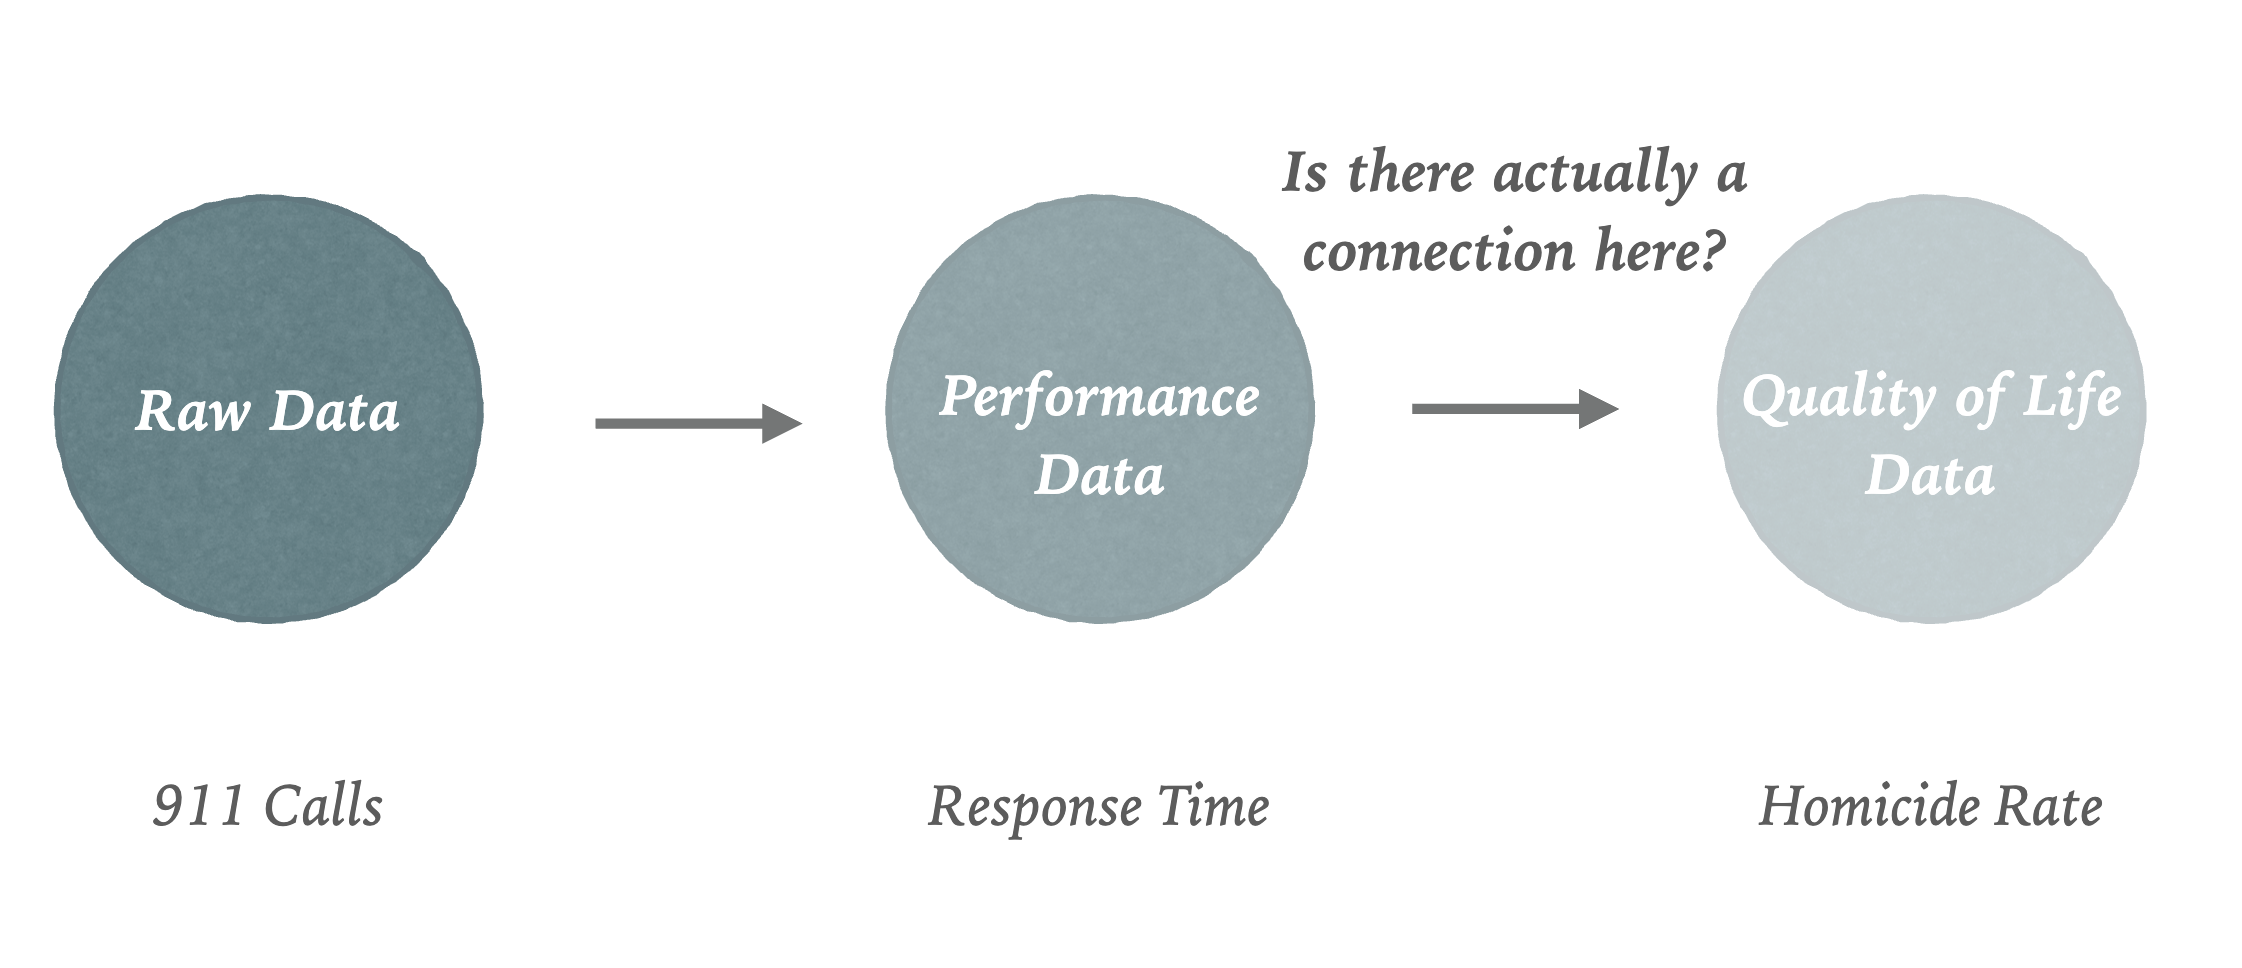 Is there actually a
connection here?
Raw Data
Performance
Data
Quality of Life
Data
911 Calls
Response Time
Homicide Rate